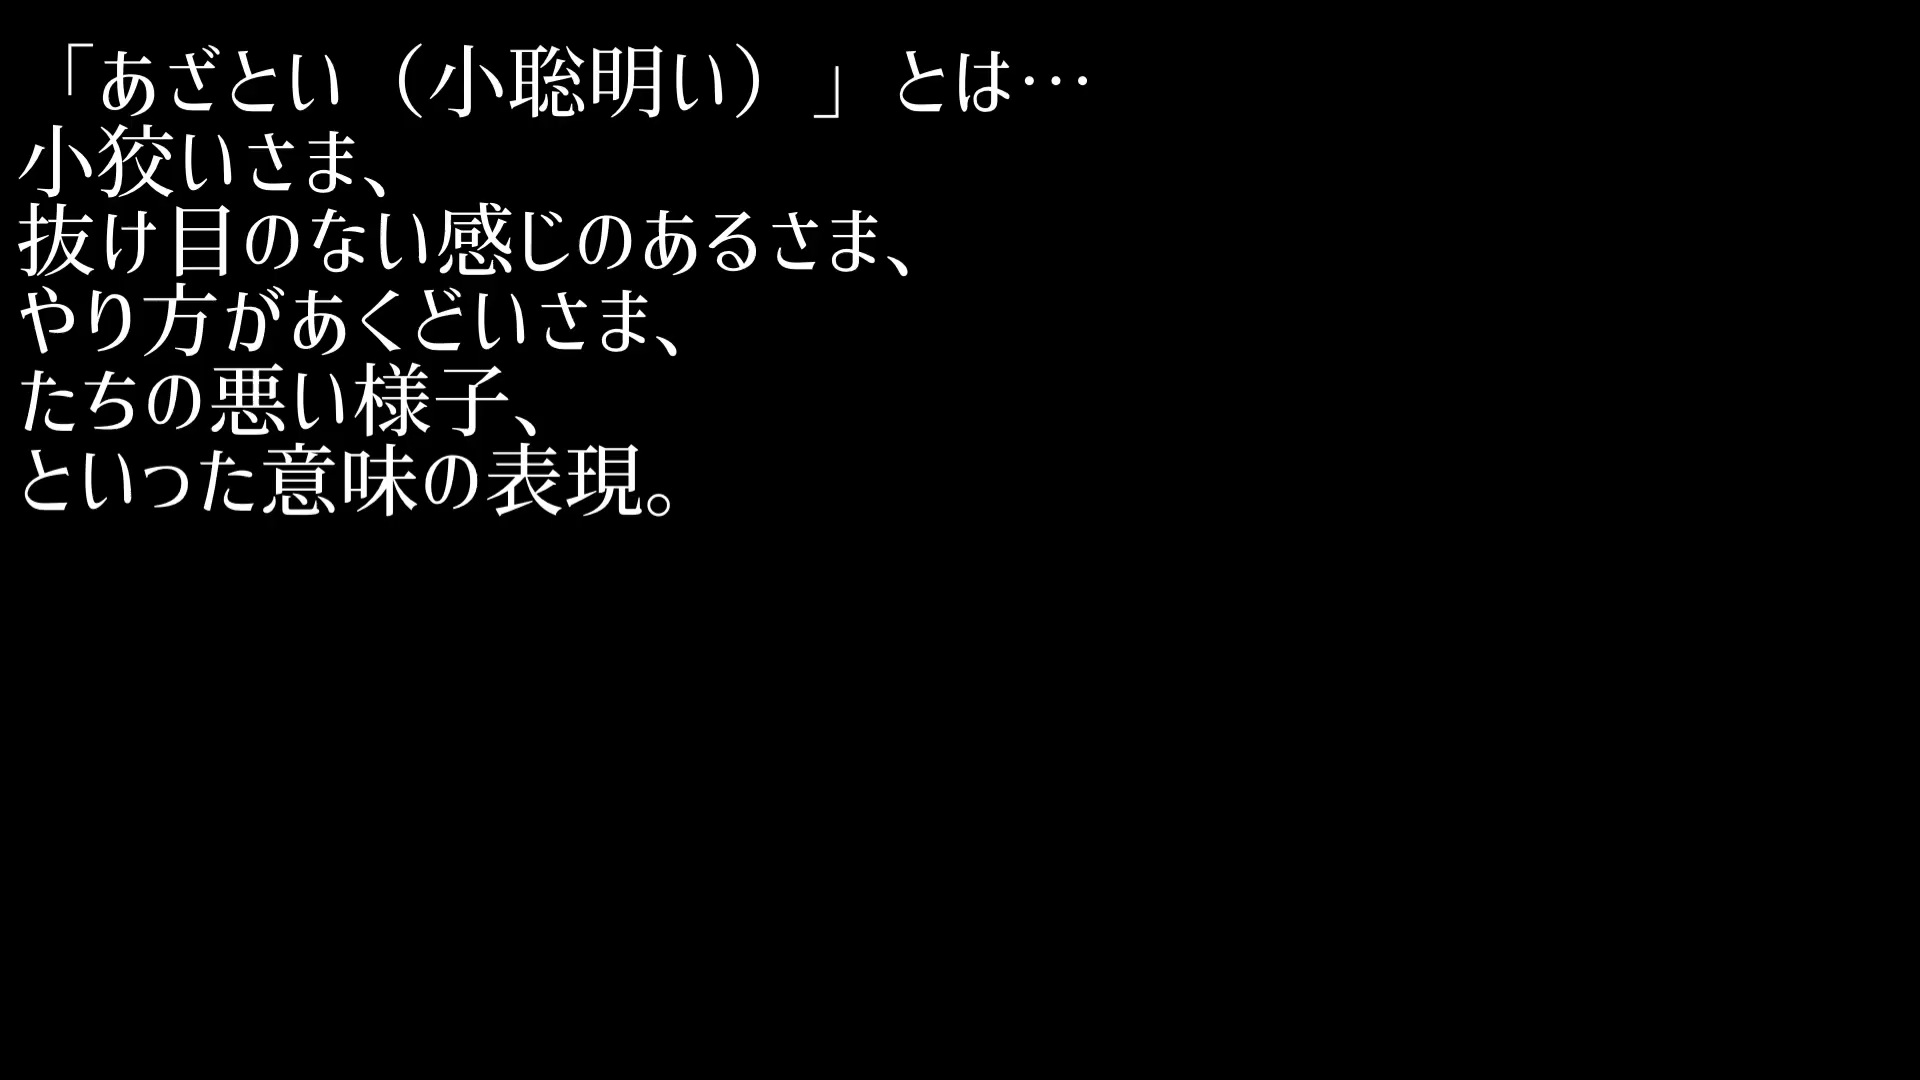 「あざとい（小聡明い）」とは…
小狡いさま、
抜け目のない感じのあるさま、
やり方があくどいさま、
たちの悪い様子、
といった意味の表現。